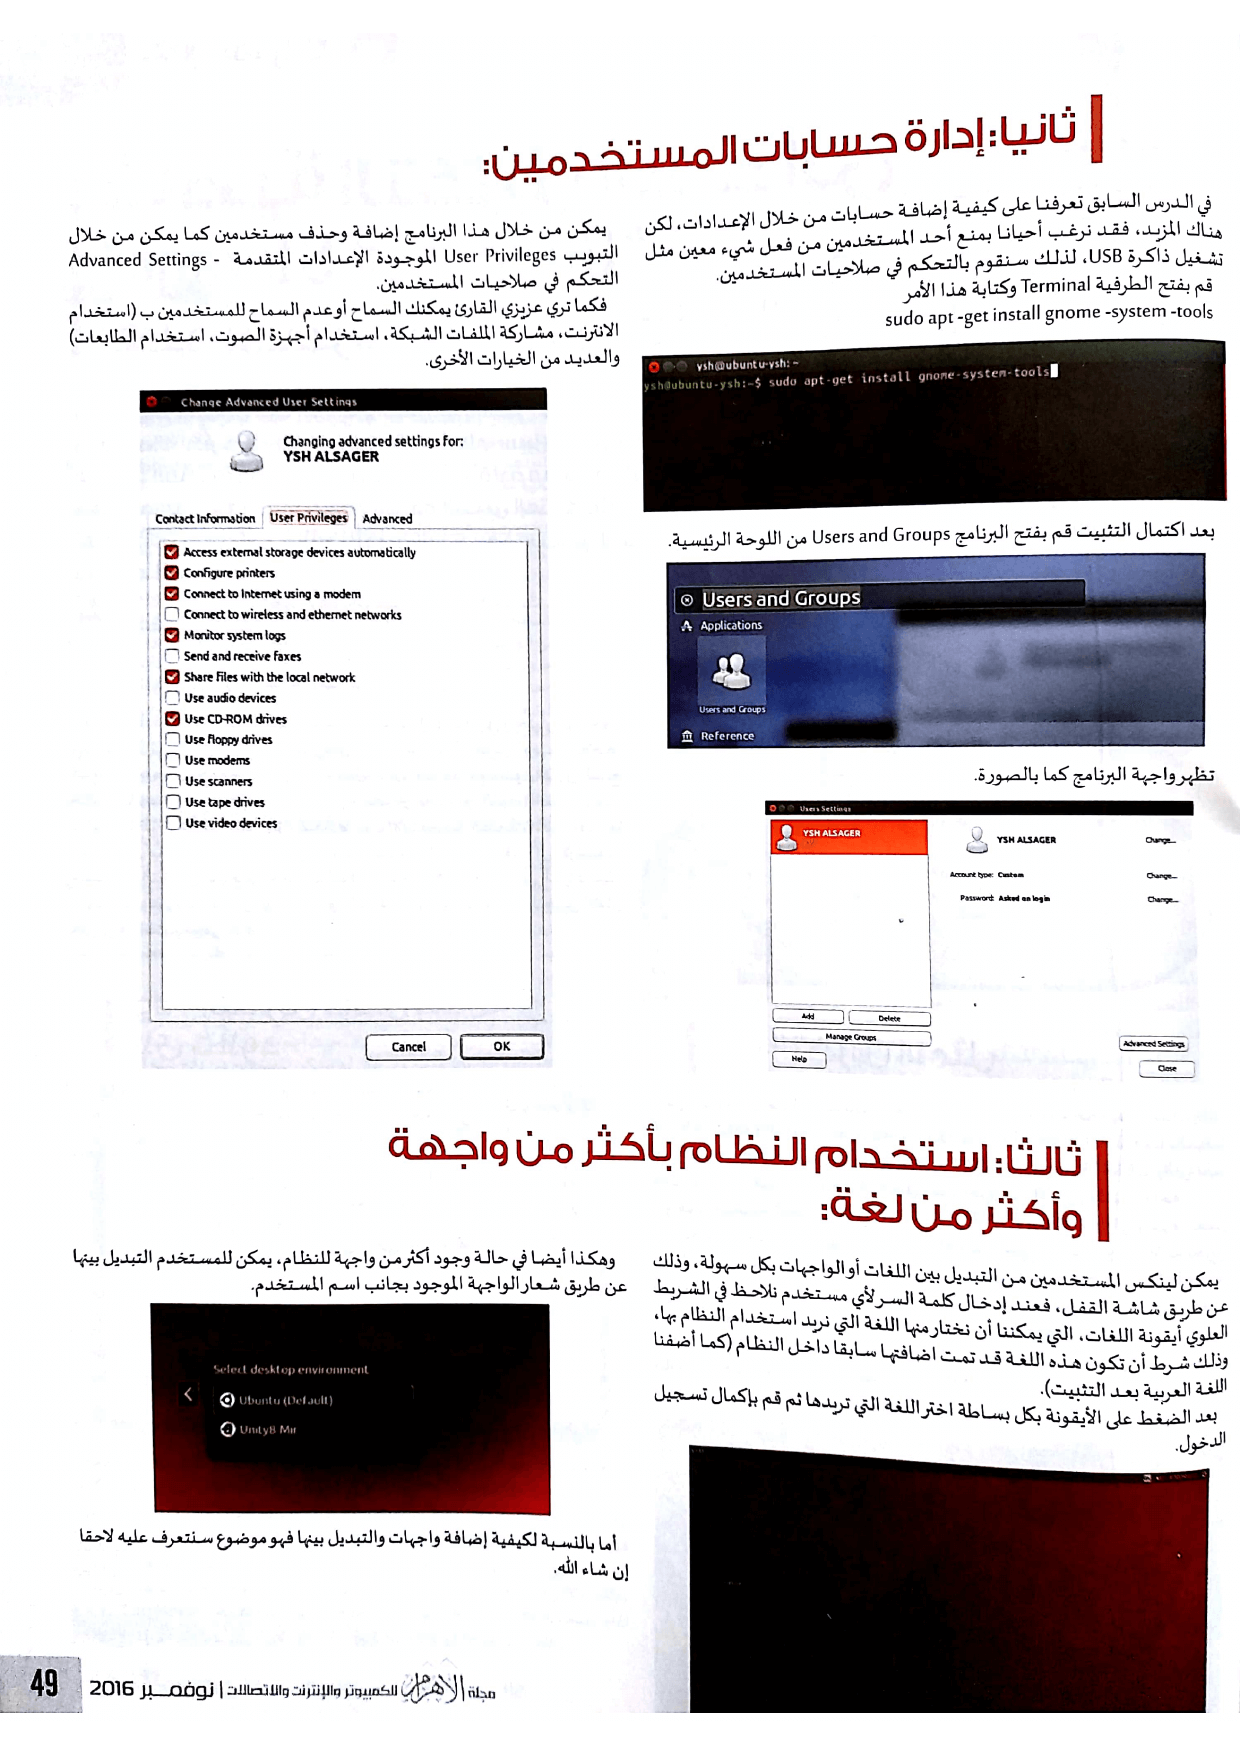 ثانيا: إدارة حسابات المستخدمين:
في الدرس السابق تعرفنا على كيفية إضافة حسابات من خلال الإعدادات، لكن
هناك المزيد، فقد نرغب أحيانا بمنع أحد المستخدمين من فعل شيء معين مثل
تشغيل ذاكرة USB، لذلك سنقوم بالتحكم في صلاحيات المستخدمين.
قم بفتح الطرفية Terminal وكتابة هذا الأمر
sudo apt -get install gnome -system -tools
ysh@ubuntu-ysh: ~
ysh@ubuntu-ysh:~$ sudo apt-get install gnome-system-tools
بعد اكتمال التثبيت قم بفتح البرنامج Users and Groups من اللوحة الرئيسية.
Users and Groups
Applications
Users and Groups
Reference
تظهر واجهة البرنامج كما بالصورة.
Users Settings
YSH ALSAGER
YSH ALSAGER
Change...
Account type: Custom
Change...
Password: Asked on login
Change...
Add
Delete
Manage Groups
Advanced Settings
Help
Close
يمكن من خلال هذا البرنامج إضافة وحذف مستخدمين كما يمكن من خلال
التبويب User Privileges الموجودة الإعدادات المتقدمة - Advanced Settings
التحكم في صلاحيات المستخدمين.
فكما تري عزيزي القارئ يمكنك السماح أو عدم السماح للمستخدمين ب (استخدام
الانترنت، مشاركة الملفات الشبكة، استخدام أجهزة الصوت، استخدام الطابعات)
والعديد من الخيارات الأخرى.
Change Advanced User Settings
Changing advanced settings for:
YSH ALSAGER
Contact Information
User Privileges
Advanced
Access external storage devices automatically
Configure printers
Connect to Internet using a modem
Connect to wireless and ethernet networks
Monitor system logs
Send and receive faxes
Share files with the local network
Use audio devices
Use CD-ROM drives
Use floppy drives
Use modems
Use scanners
Use tape drives
Use video devices
Cancel
OK
ثالثا: استخدام النظام بأكثر من واجهة
وأكثر من لغة:
يمكن لينكس المستخدمين من التبديل بين اللغات أو الواجهات بكل سهولة، وذلك
عن طريق شاشة القفل، فعند إدخال كلمة السر لأي مستخدم نلاحظ في الشريط
العلوي أيقونة اللغات، التي يمكننا أن نختار منها اللغة التي نريد استخدام النظام بها،
وذلك شرط أن تكون هذه اللغة قد تمت اضافتها سابقا داخل النظام (كما أضفنا
اللغة العربية بعد التثبيت).
بعد الضغط على الأيقونة بكل بساطة اختر اللغة التي تريدها ثم قم بإكمال تسجيل
الدخول.
وهكذا أيضا في حالة وجود أكثر من واجهة للنظام، يمكن للمستخدم التبديل بينها
عن طريق شعار الواجهة الموجود بجانب اسم المستخدم.
Select desktop environment
Ubuntu (Default)
Unity8 Mir
أما بالنسبة لكيفية إضافة واجهات والتبديل بينها فهو موضوع سنتعرف عليه لاحقا
إن شاء الله.
مجلة الأهرام للكمبيوتر والإنترنت والاتصالات | نوفمبر 2016
49